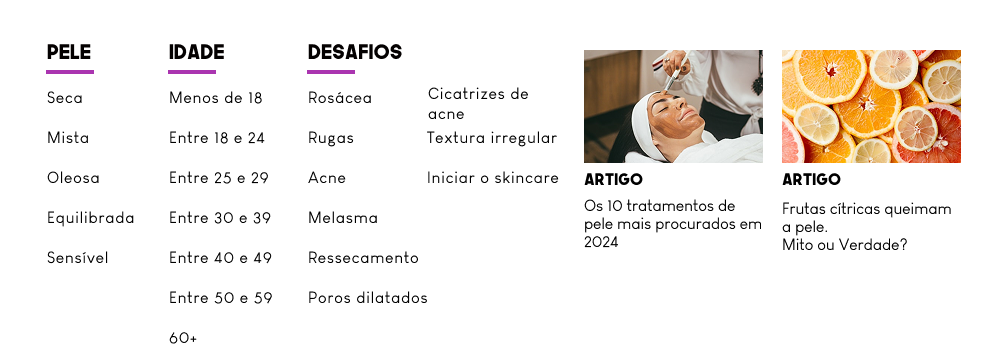 PELE
Seca
Mista
Oleosa
Equilibrada
Sensível
IDADE
Menos de 18
Entre 18 e 24
Entre 25 e 29
Entre 30 e 39
Entre 40 e 49
Entre 50 e 59
60+
DESAFIOS
Rosácea
Rugas
Acne
Melasma
Ressecamento
Poros dilatados
Cicatrizes de
acne
Textura irregular
Iniciar o skincare
ARTIGO
Os 10 tratamentos de
pele mais procurados em
2024
ARTIGO
Frutas cítricas queimam
a pele.
Mito ou Verdade?